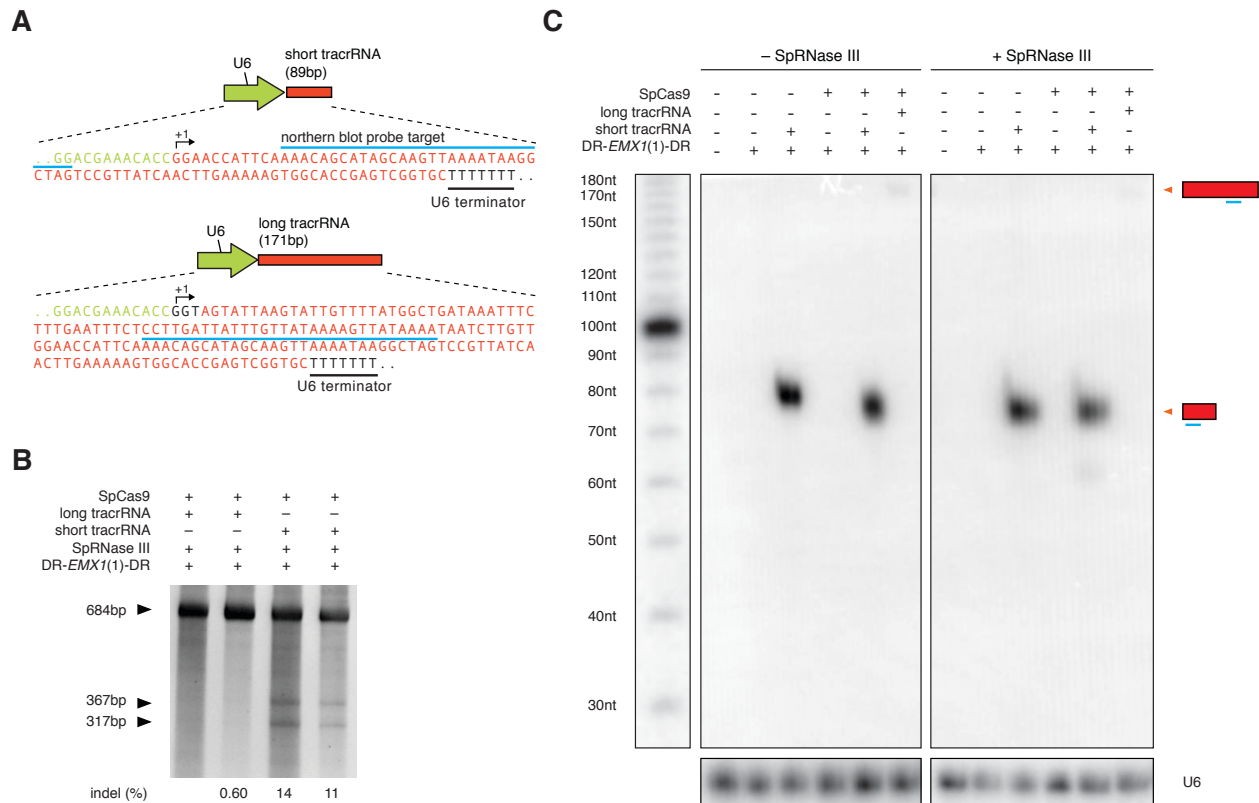 A
U6
short tracrRNA
(89bp)
+1
northern blot probe target
..GGACGAAACACCGGAACCATTCAAAACAGCATAGCAAGTTAAAATAAGG
CTAGTCCGTTATCAACTTGAAAAAGTGGCACCGAGTCGGTGCTTTTTTT..
U6 terminator
U6
long tracrRNA
(171bp)
+1
..GGACGAAACACCGGTAGTATTAAGTATTGTTTTATGGCTGATAAATTTC
TTTGAATTTCTCCTTGATTATTTGTTATAAAAGTTATAAAATAATCTTGTT
GGAACCATTCAAAACAGCATAGCAAGTTAAAATAAGGCTAGTCCGTTATCA
ACTTGAAAAAGTGGCACCGAGTCGGTGCTTTTTTT..
U6 terminator
B
SpCas9 + + + +
long tracrRNA + + – –
short tracrRNA – – + +
SpRNase III + + + +
DR-EMX1(1)-DR + + + +
684bp
367bp
317bp
indel (%) 0.60 14 11
C
– SpRNase III + SpRNase III
SpCas9 - - - + + + - - - + + +
long tracrRNA - - - - - + - - - - - +
short tracrRNA - - + - + - - - + - + -
DR-EMX1(1)-DR - + + + + + - + + + + +
180nt
170nt
150nt
120nt
110nt
100nt
90nt
80nt
70nt
60nt
50nt
40nt
30nt
U6